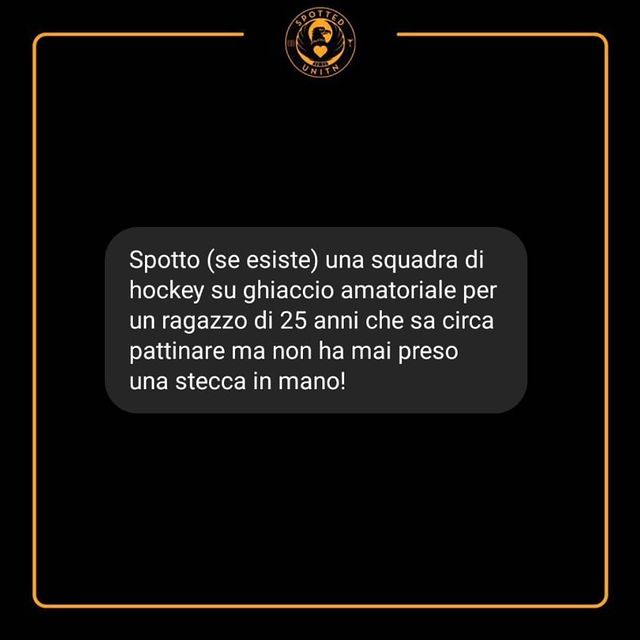 SPOTTED
UNITN
Spotto (se esiste) una squadra di
hockey su ghiaccio amatoriale per
un ragazzo di 25 anni che sa circa
pattinare ma non ha mai preso
una stecca in mano!